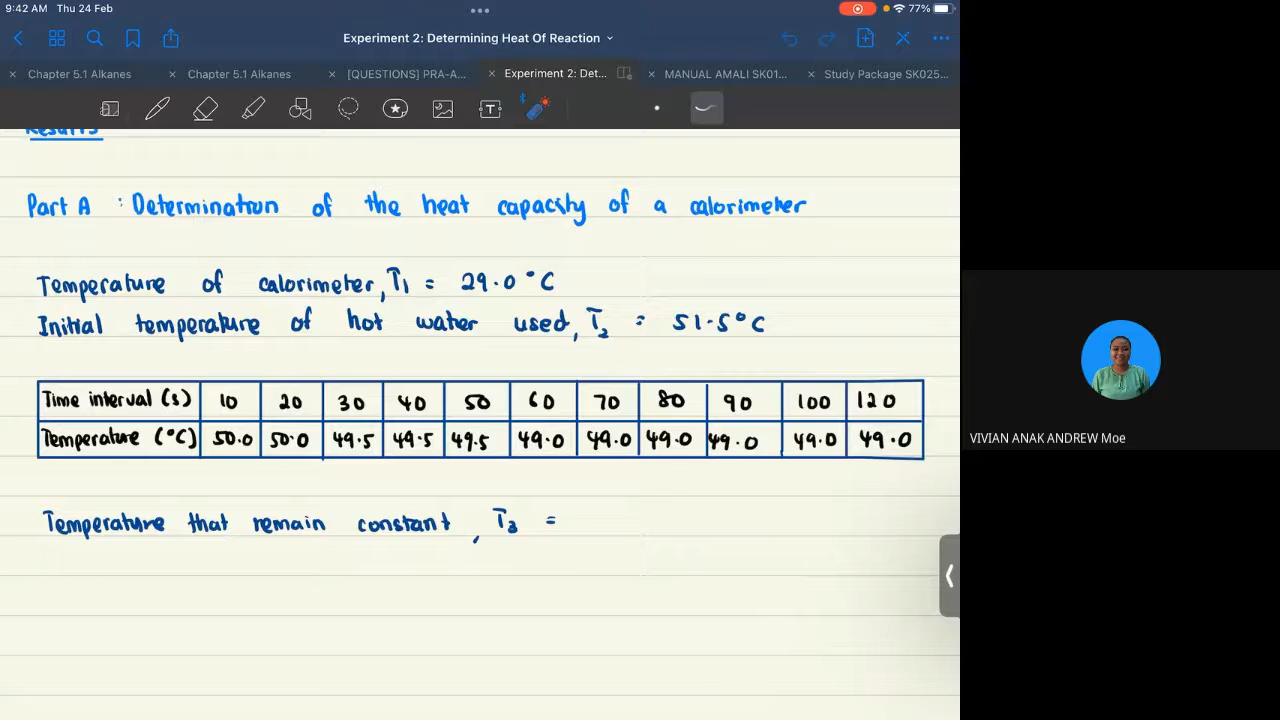 9:42 AM Thu 24 Feb
77%
Experiment 2: Determining Heat Of Reaction
Chapter 5.1 Alkanes
Chapter 5.1 Alkanes
[QUESTIONS] PRA-A...
Experiment 2: Det...
MANUAL AMALI SK01...
Study Package SK025...
Results
Part A : Determination of the heat capacity of a calorimeter
Temperature of calorimeter, T1 = 29.0 °C
Initial temperature of hot water used, T2 = 51.5°C
Time interval (s) 10 20 30 40 50 60 70 80 90 100 120
Temperature (°C) 50.0 50.0 49.5 49.5 49.5 49.0 49.0 49.0 49.0 49.0 49.0
Temperature that remain constant, T3 =
VIVIAN ANAK ANDREW Moe